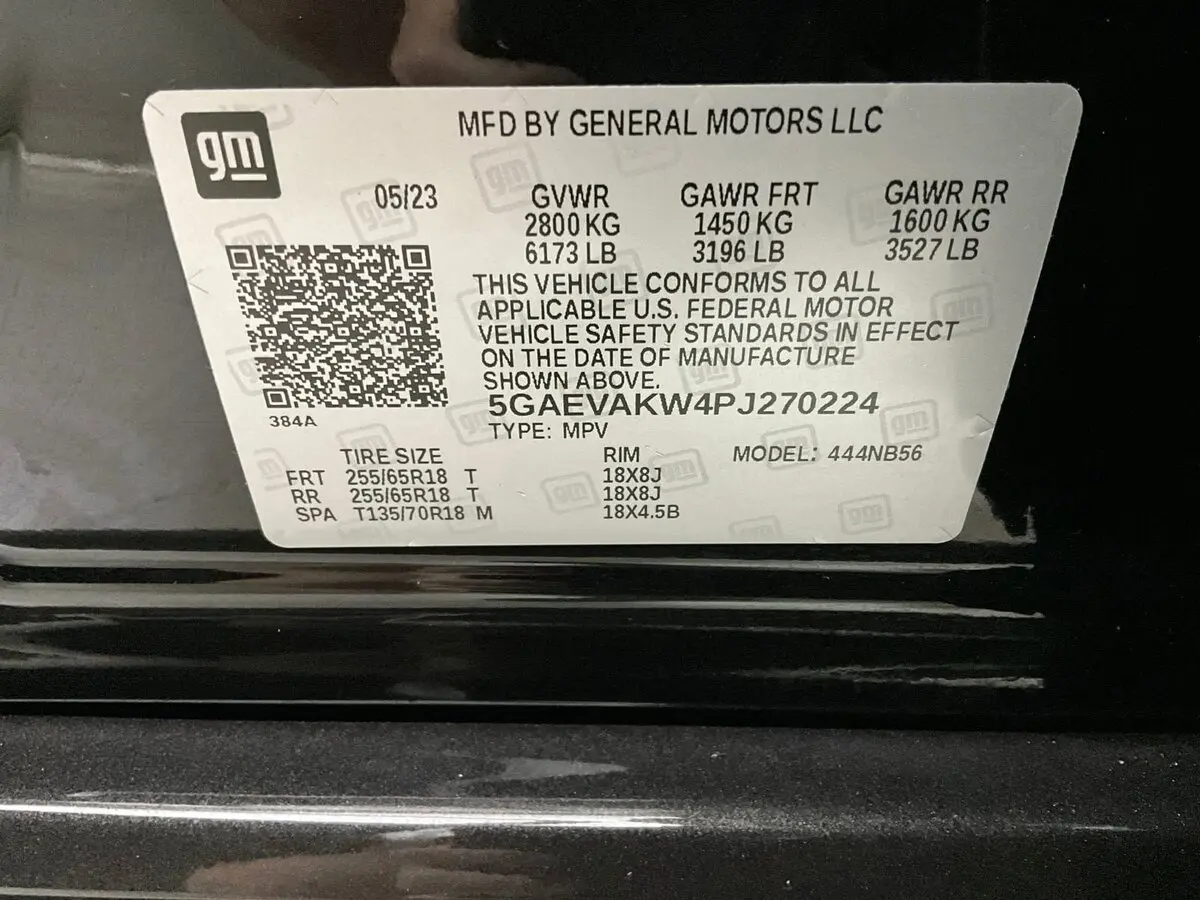 gm
MFD BY GENERAL MOTORS LLC
05/23 GVWR GAWR FRT GAWR RR
2800 KG 1450 KG 1600 KG
6173 LB 3196 LB 3527 LB
THIS VEHICLE CONFORMS TO ALL
APPLICABLE U.S. FEDERAL MOTOR
VEHICLE SAFETY STANDARDS IN EFFECT
ON THE DATE OF MANUFACTURE
SHOWN ABOVE.
5GAEVAKW4PJ270224
384A
TYPE: MPV
TIRE SIZE RIM MODEL: 444NB56
FRT 255/65R18 T 18X8J
RR 255/65R18 T 18X8J
SPA T135/70R18 M 18X4.5B